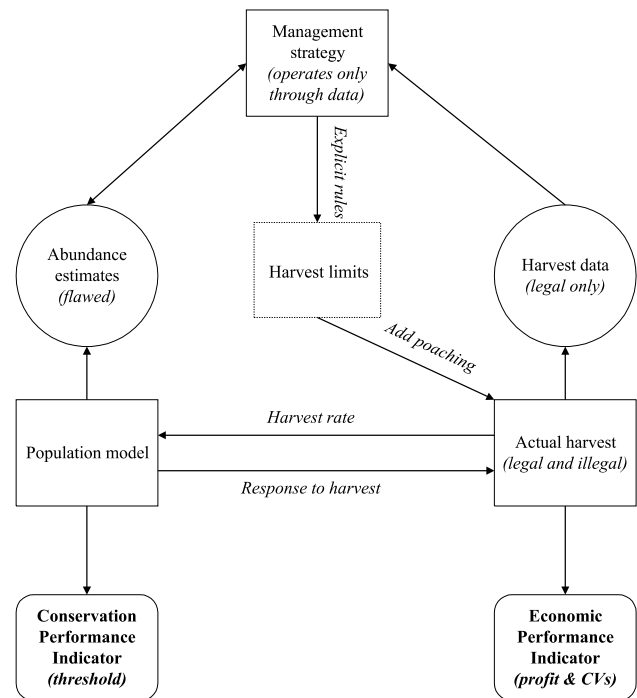 Management
strategy
(operates only
through data)
Explicit rules
Abundance
estimates
(flawed)
Harvest limits
Harvest data
(legal only)
Add poaching
Population model
Harvest rate
Response to harvest
Actual harvest
(legal and illegal)
Conservation
Performance
Indicator
(threshold)
Economic
Performance
Indicator
(profit & CVs)